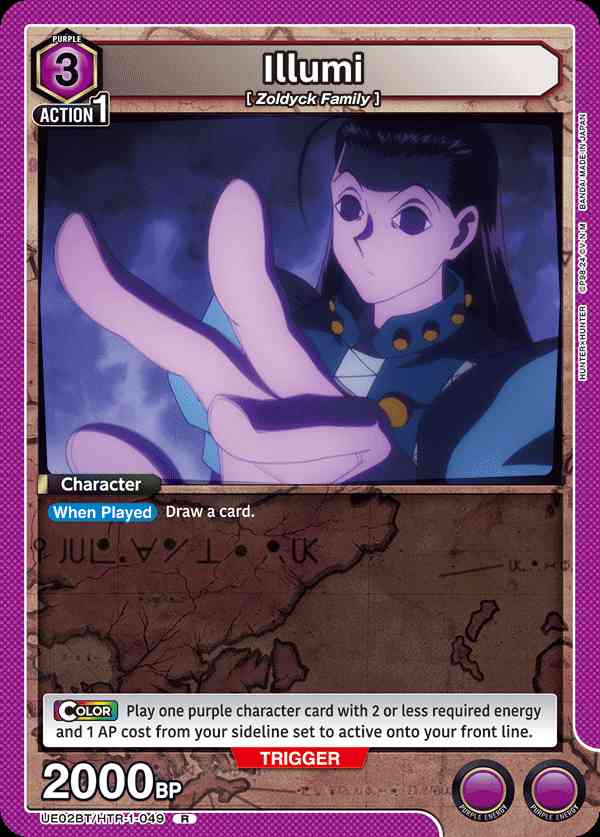 PURPLE
3
Illumi
[ Zoldyck Family ]
ACTION 1
HUNTER×HUNTER ©P98-24 ©V・N・M BANDAI MADE IN JAPAN
Character
When Played Draw a card.
COLOR Play one purple character card with 2 or less required energy
and 1 AP cost from your sideline set to active onto your front line.
TRIGGER
2000BP
PURPLE ENERGY
PURPLE ENERGY
UE02BT/HTR-1-049 R